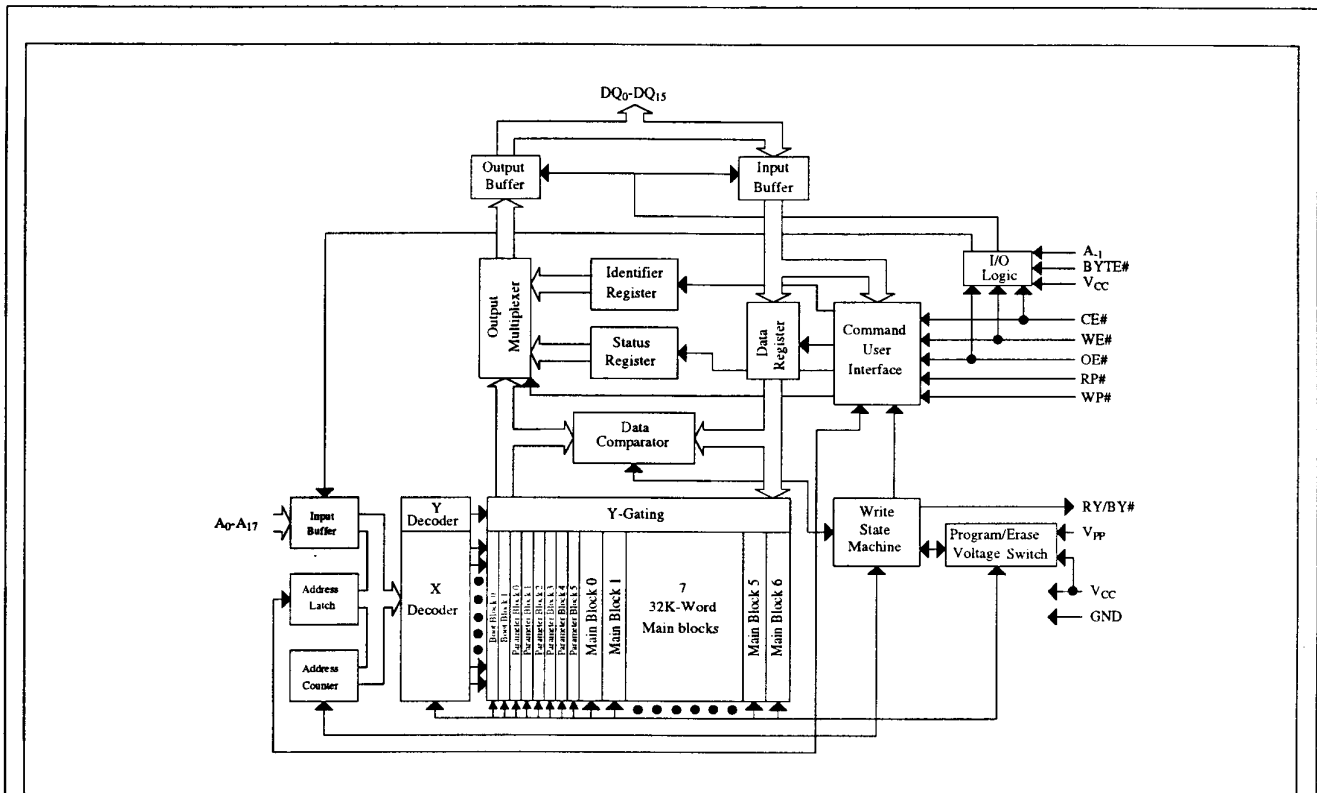 DQ0-DQ15
Output
Buffer
Input
Buffer
Output
Multiplexer
Identifier
Register
Status
Register
Data
Register
Command
User
Interface
I/O
Logic
A-1
BYTE#
VCC
CE#
WE#
OE#
RP#
WP#
Data
Comparator
A0-A17
Input
Buffer
Address
Latch
Address
Counter
Y
Decoder
X
Decoder
Y-Gating
Boot Block 0
Boot Block 1
Parameter Block 0
Parameter Block 1
Parameter Block 2
Parameter Block 3
Parameter Block 4
Parameter Block 5
Main Block 0
Main Block 1
7
32K-Word
Main blocks
Main Block 5
Main Block 6
Write
State
Machine
Program/Erase
Voltage Switch
RY/BY#
VPP
VCC
GND